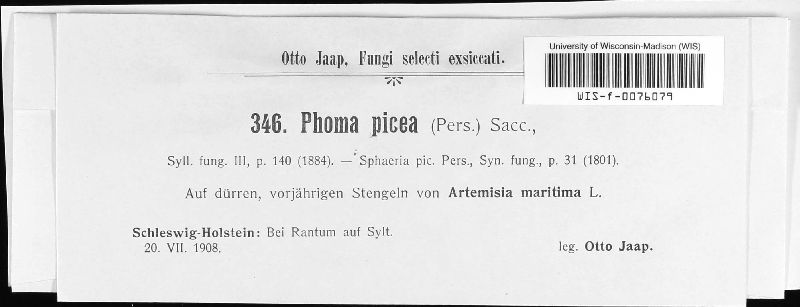 Otto Jaap, Fungi selecti exsiccati.
University of Wisconsin-Madison (WIS)
WIS-f-0076079
346. Phoma picea (Pers.) Sacc.,
Syll. fung. III, p. 140 (1884). — Sphaeria pic. Pers., Syn. fung., p. 31 (1801).
Auf dürren, vorjährigen Stengeln von Artemisia maritima L.
Schleswig-Holstein: Bei Rantum auf Sylt.
20. VII. 1908.
leg. Otto Jaap.